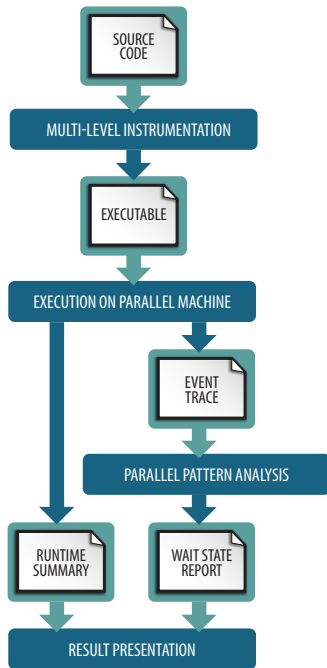 SOURCE
CODE
MULTI-LEVEL INSTRUMENTATION
EXECUTABLE
EXECUTION ON PARALLEL MACHINE
EVENT
TRACE
PARALLEL PATTERN ANALYSIS
RUNTIME
SUMMARY
WAIT STATE
REPORT
RESULT PRESENTATION